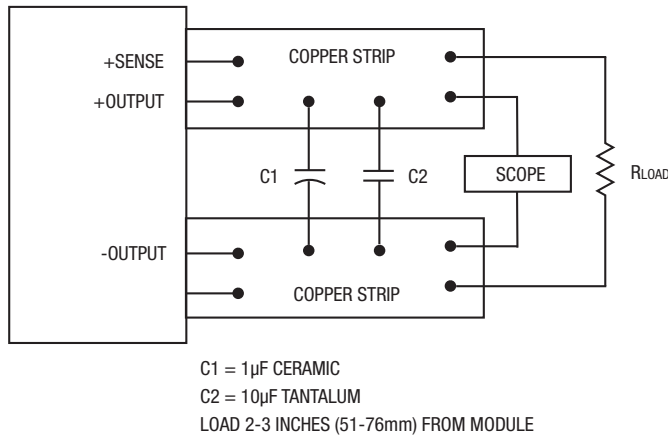 +SENSE
COPPER STRIP
+OUTPUT
C1
C2
SCOPE
RLOAD
-OUTPUT
COPPER STRIP
C1 = 1µF CERAMIC
C2 = 10µF TANTALUM
LOAD 2-3 INCHES (51-76mm) FROM MODULE